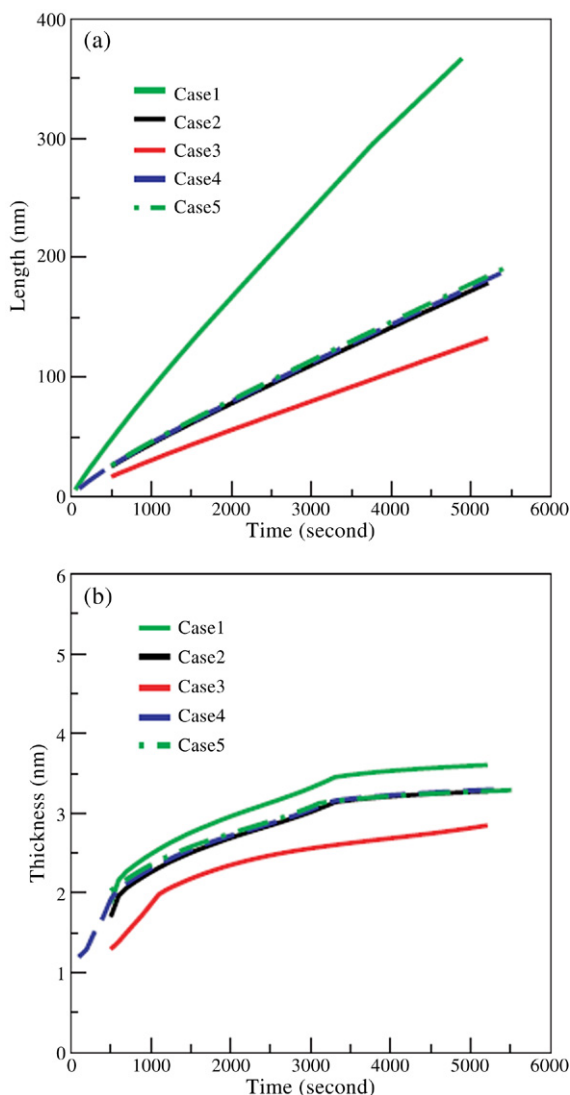 (a)
400
300
200
100
0
Length (nm)
Case1
Case2
Case3
Case4
Case5
0 1000 2000 3000 4000 5000 6000
Time (second)
(b)
6
5
4
3
2
1
0
Thickness (nm)
Case1
Case2
Case3
Case4
Case5
0 1000 2000 3000 4000 5000 6000
Time (second)